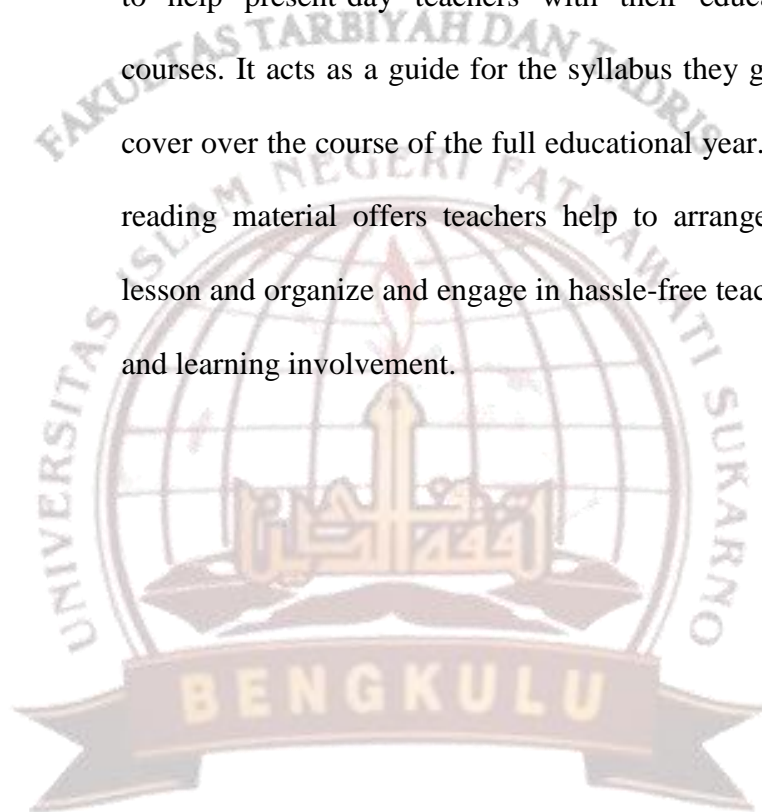 to help present-day teachers with their educa
courses. It acts as a guide for the syllabus they g
cover over the course of the full educational year.
reading material offers teachers help to arrange
lesson and organize and engage in hassle-free teac
and learning involvement.
FAKULTAS TARBIYAH DAN TADRIS
UNIVERSITAS ISLAM NEGERI FATMAWATI SUKARNO
BENGKULU